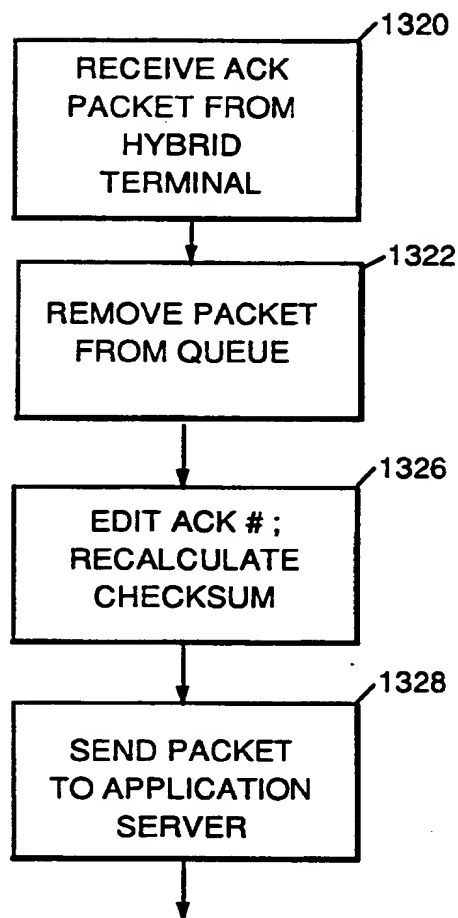 1320
RECEIVE ACK
PACKET FROM
HYBRID
TERMINAL
1322
REMOVE PACKET
FROM QUEUE
1326
EDIT ACK # ;
RECALCULATE
CHECKSUM
1328
SEND PACKET
TO APPLICATION
SERVER